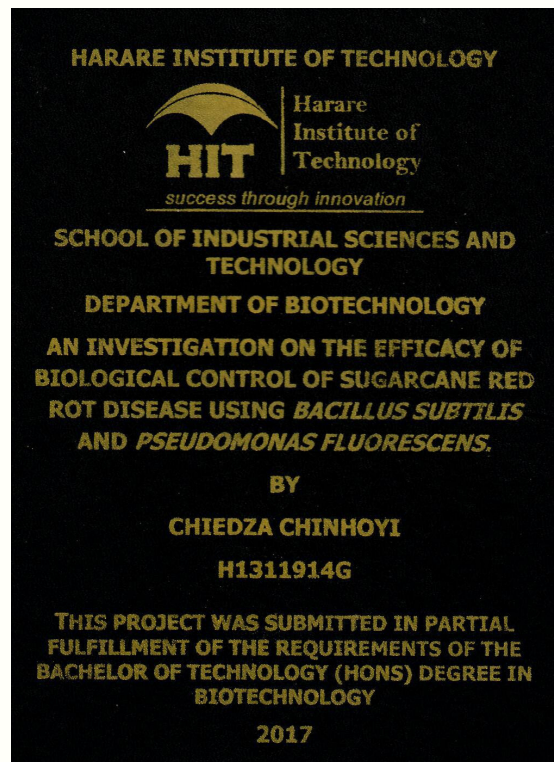 HARARE INSTITUTE OF TECHNOLOGY
HIT
Harare
Institute of
Technology
success through innovation
SCHOOL OF INDUSTRIAL SCIENCES AND
TECHNOLOGY
DEPARTMENT OF BIOTECHNOLOGY
AN INVESTIGATION ON THE EFFICACY OF
BIOLOGICAL CONTROL OF SUGARCANE RED
ROT DISEASE USING BACILLUS SUBTILIS
AND PSEUDOMONAS FLUORESCENS.
BY
CHIEDZA CHINHOYI
H1311914G
THIS PROJECT WAS SUBMITTED IN PARTIAL
FULFILLMENT OF THE REQUIREMENTS OF THE
BACHELOR OF TECHNOLOGY (HONS) DEGREE IN
BIOTECHNOLOGY
2017